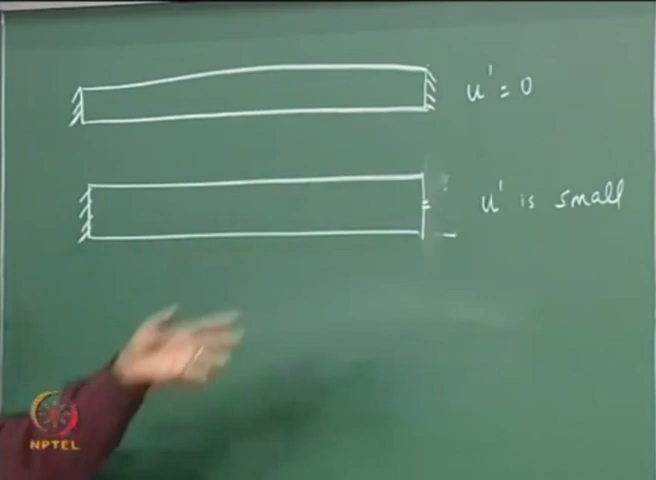 u' = 0
u' is small
NPTEL